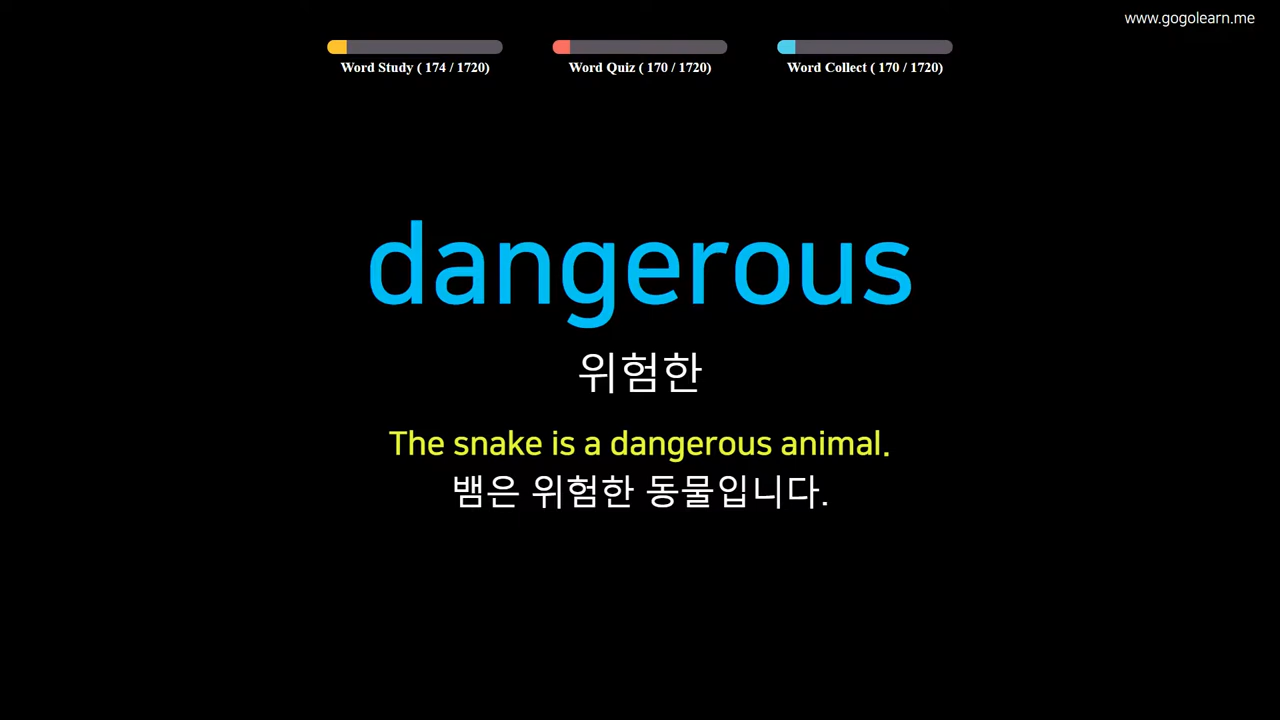 www.gogolearn.me
Word Study ( 174 / 1720)
Word Quiz ( 170 / 1720)
Word Collect ( 170 / 1720)
dangerous
위험한
The snake is a dangerous animal.
뱀은 위험한 동물입니다.